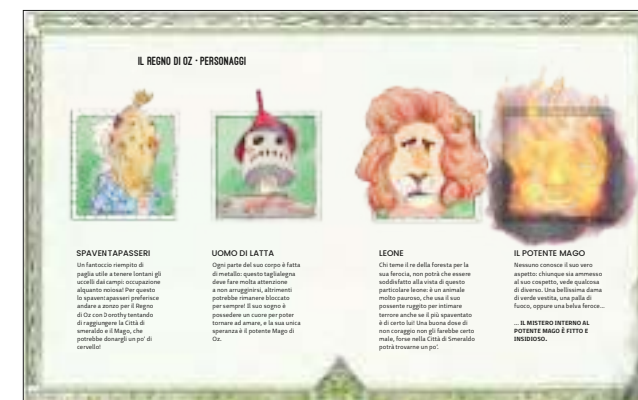 IL REGNO DI OZ · PERSONAGGI
SPAVENTAPASSERI
Un fantoccio riempito di
paglia utile a tenere lontani gli
uccelli dai campi: occupazione
alquanto noiosa! Per questo
lo spaventapasseri preferisce
andare a zonzo per il Regno
di Oz con Dorothy tentando
di raggiungere la Città di
smeraldo e il Mago, che
potrebbe donargli un po' di
cervello!
UOMO DI LATTA
Ogni parte del suo corpo è fatta
di metallo: questo taglialegna
deve fare molta attenzione
a non arrugginirsi, altrimenti
potrebbe rimanere bloccato
per sempre! Il suo sogno è
possedere un cuore per poter
tornare ad amare, e la sua unica
speranza è il potente Mago di
Oz.
LEONE
Chi teme il re della foresta per la
sua ferocia, non potrà che essere
soddisfatto alla vista di questo
particolare leone: è un animale
molto pauroso, che usa il suo
possente ruggito per intimare
terrore anche se il più spaventato
è di certo lui! Una buona dose di
non coraggio non gli farebbe certo
male, forse nella Città di Smeraldo
potrà trovarne un po'.
IL POTENTE MAGO
Nessuno conosce il suo vero
aspetto: chiunque sia ammesso
al suo cospetto, vede qualcosa
di diverso. Una bellissima dama
di verde vestita, una palla di
fuoco, oppure una belva feroce...
... IL MISTERO INTERNO AL
POTENTE MAGO È FITTO E
INSIDIOSO.